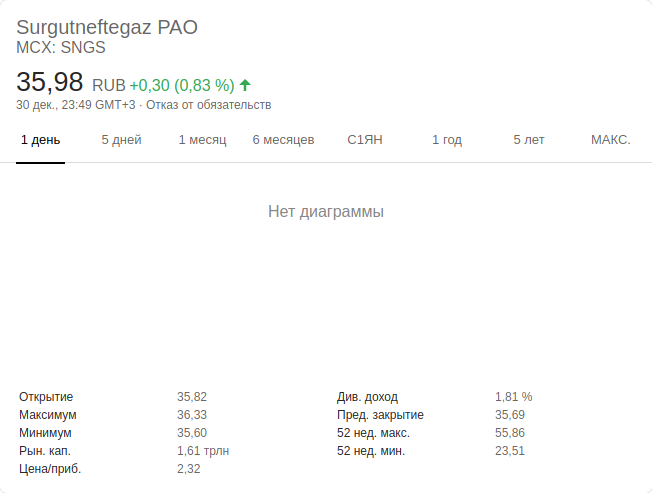 Surgutneftegaz PAO
MCX: SNGS
35,98 RUB +0,30 (0,83 %)
30 дек., 23:49 GMT+3 · Отказ от обязательств
1 день 5 дней 1 месяц 6 месяцев С1ЯН 1 год 5 лет МАКС.
Нет диаграммы
Открытие 35,82 Див. доход 1,81 %
Максимум 36,33 Пред. закрытие 35,69
Минимум 35,60 52 нед. макс. 55,86
Рын. кап. 1,61 трлн 52 нед. мин. 23,51
Цена/приб. 2,32